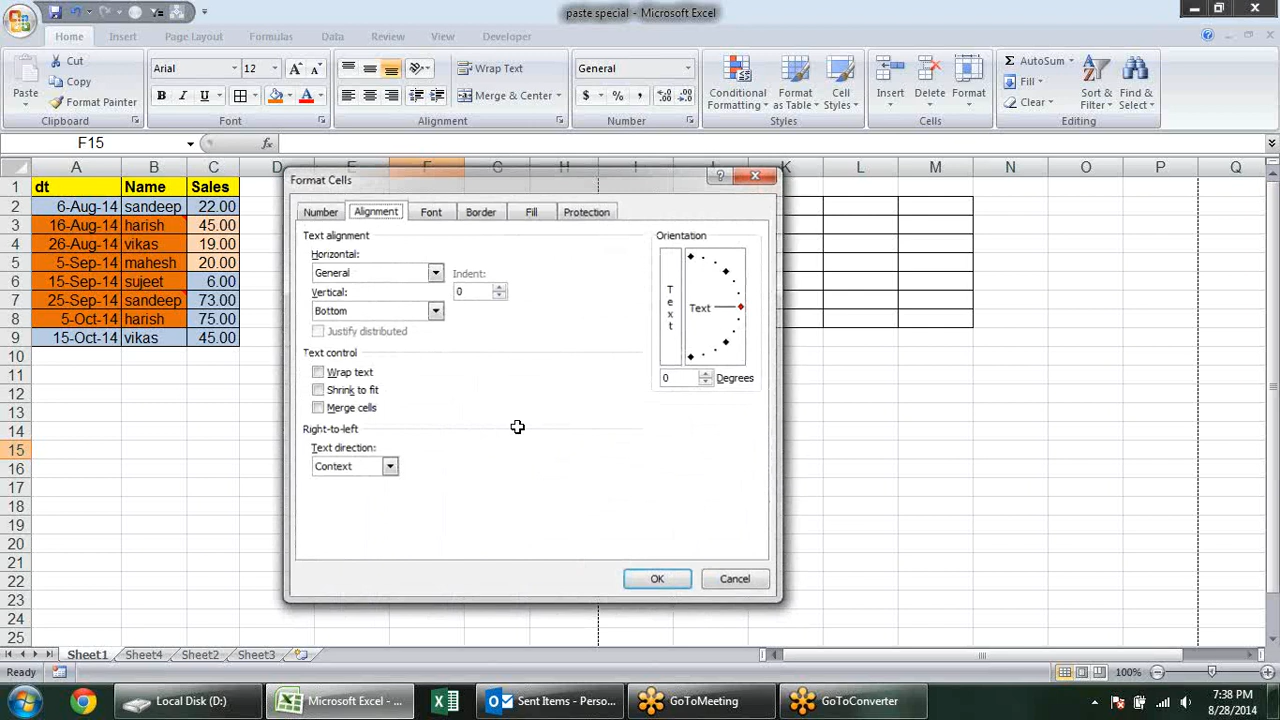 paste special - Microsoft Excel
Home Insert Page Layout Formulas Data Review View Developer
Cut
Copy
Format Painter
Paste
Clipboard
Arial 12
Font
Wrap Text
Merge & Center
Alignment
General
Number
Conditional Formatting
Format as Table
Cell Styles
Styles
Insert Delete Format
Cells
AutoSum
Fill
Clear
Sort & Filter
Find & Select
Editing
F15
A B C D E F G H I J K L M N O P Q
1 dt Name Sales
2 6-Aug-14 sandeep 22.00
3 16-Aug-14 harish 45.00
4 26-Aug-14 vikas 19.00
5 5-Sep-14 mahesh 20.00
6 15-Sep-14 sujeet 6.00
7 25-Sep-14 sandeep 73.00
8 5-Oct-14 harish 75.00
9 15-Oct-14 vikas 45.00
10
11
12
13
14
15
16
17
18
19
20
21
22
23
24
25
Format Cells
Number Alignment Font Border Fill Protection
Text alignment
Horizontal:
General
Indent:
0
Vertical:
Bottom
Justify distributed
Text control
Wrap text
Shrink to fit
Merge cells
Right-to-left
Text direction:
Context
Orientation
Text
Text
0 Degrees
OK Cancel
Sheet1 Sheet4 Sheet2 Sheet3
Ready
100%
Local Disk (D:)
Microsoft Excel - ...
Sent Items - Perso...
GoToMeeting
GoToConverter
7:38 PM
8/28/2014